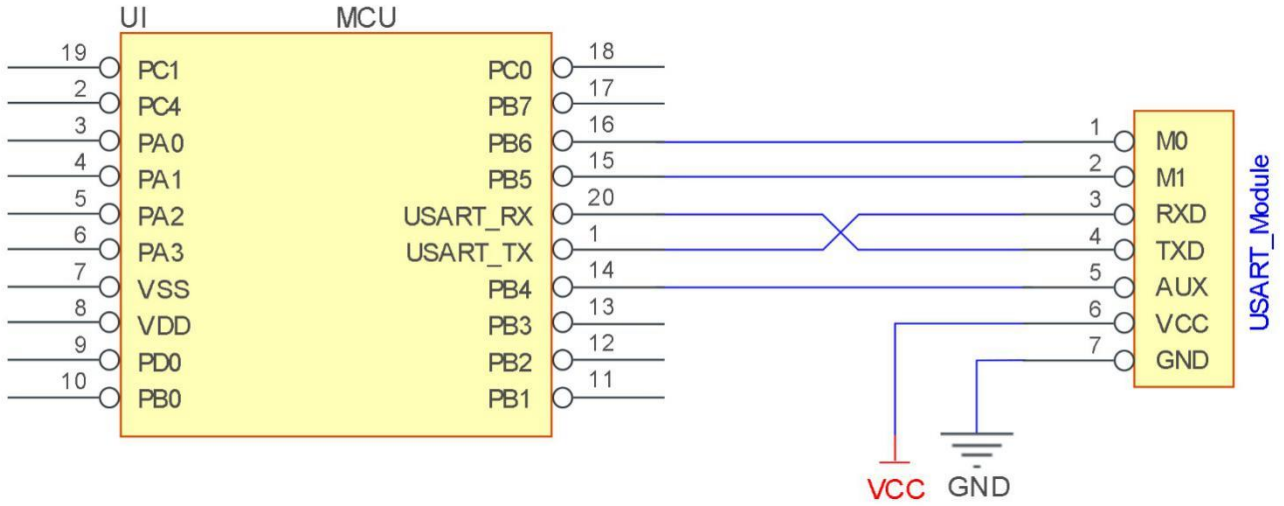 UI MCU
19 PC1 PC0 18
2 PC4 PB7 17
3 PA0 PB6 16
4 PA1 PB5 15
5 PA2 USART_RX 20
6 PA3 USART_TX 1
7 VSS PB4 14
8 VDD PB3 13
9 PD0 PB2 12
10 PB0 PB1 11
1 M0
2 M1
3 RXD
4 TXD
5 AUX
6 VCC
7 GND
USART_Module
VCC GND